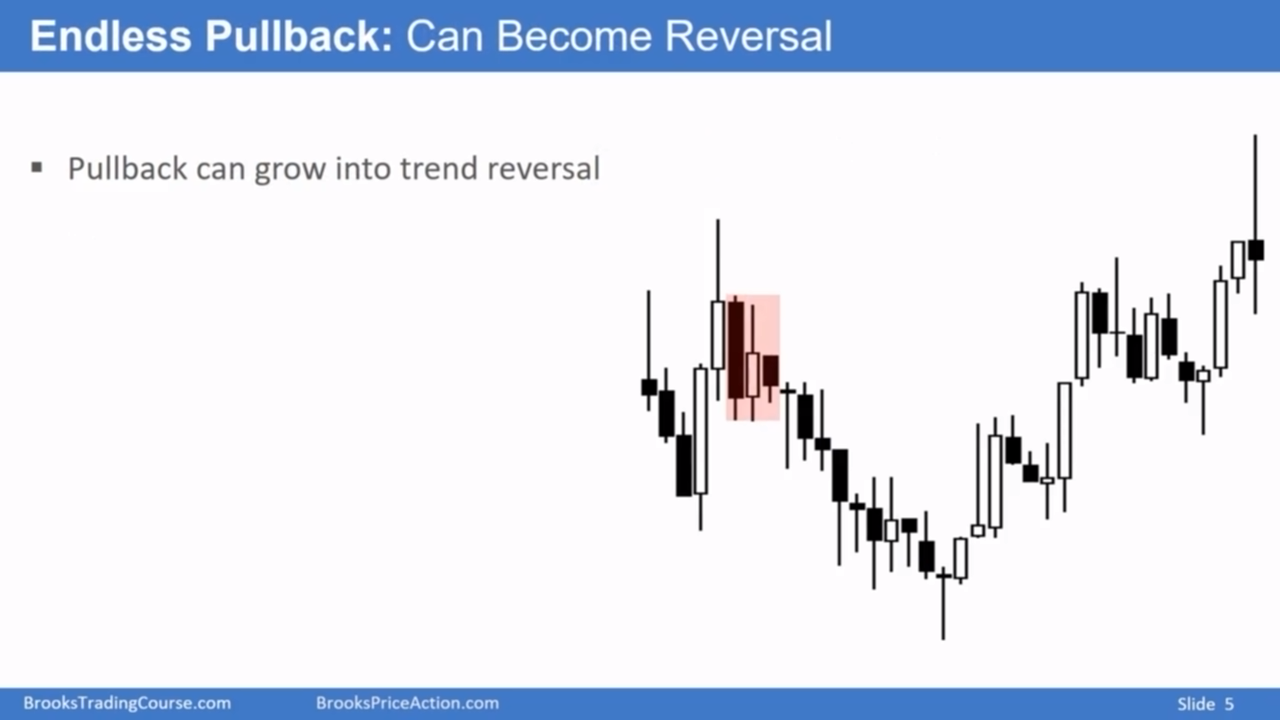 Endless Pullback: Can Become Reversal
▪ Pullback can grow into trend reversal
BrooksTradingCourse.com BrooksPriceAction.com Slide 5